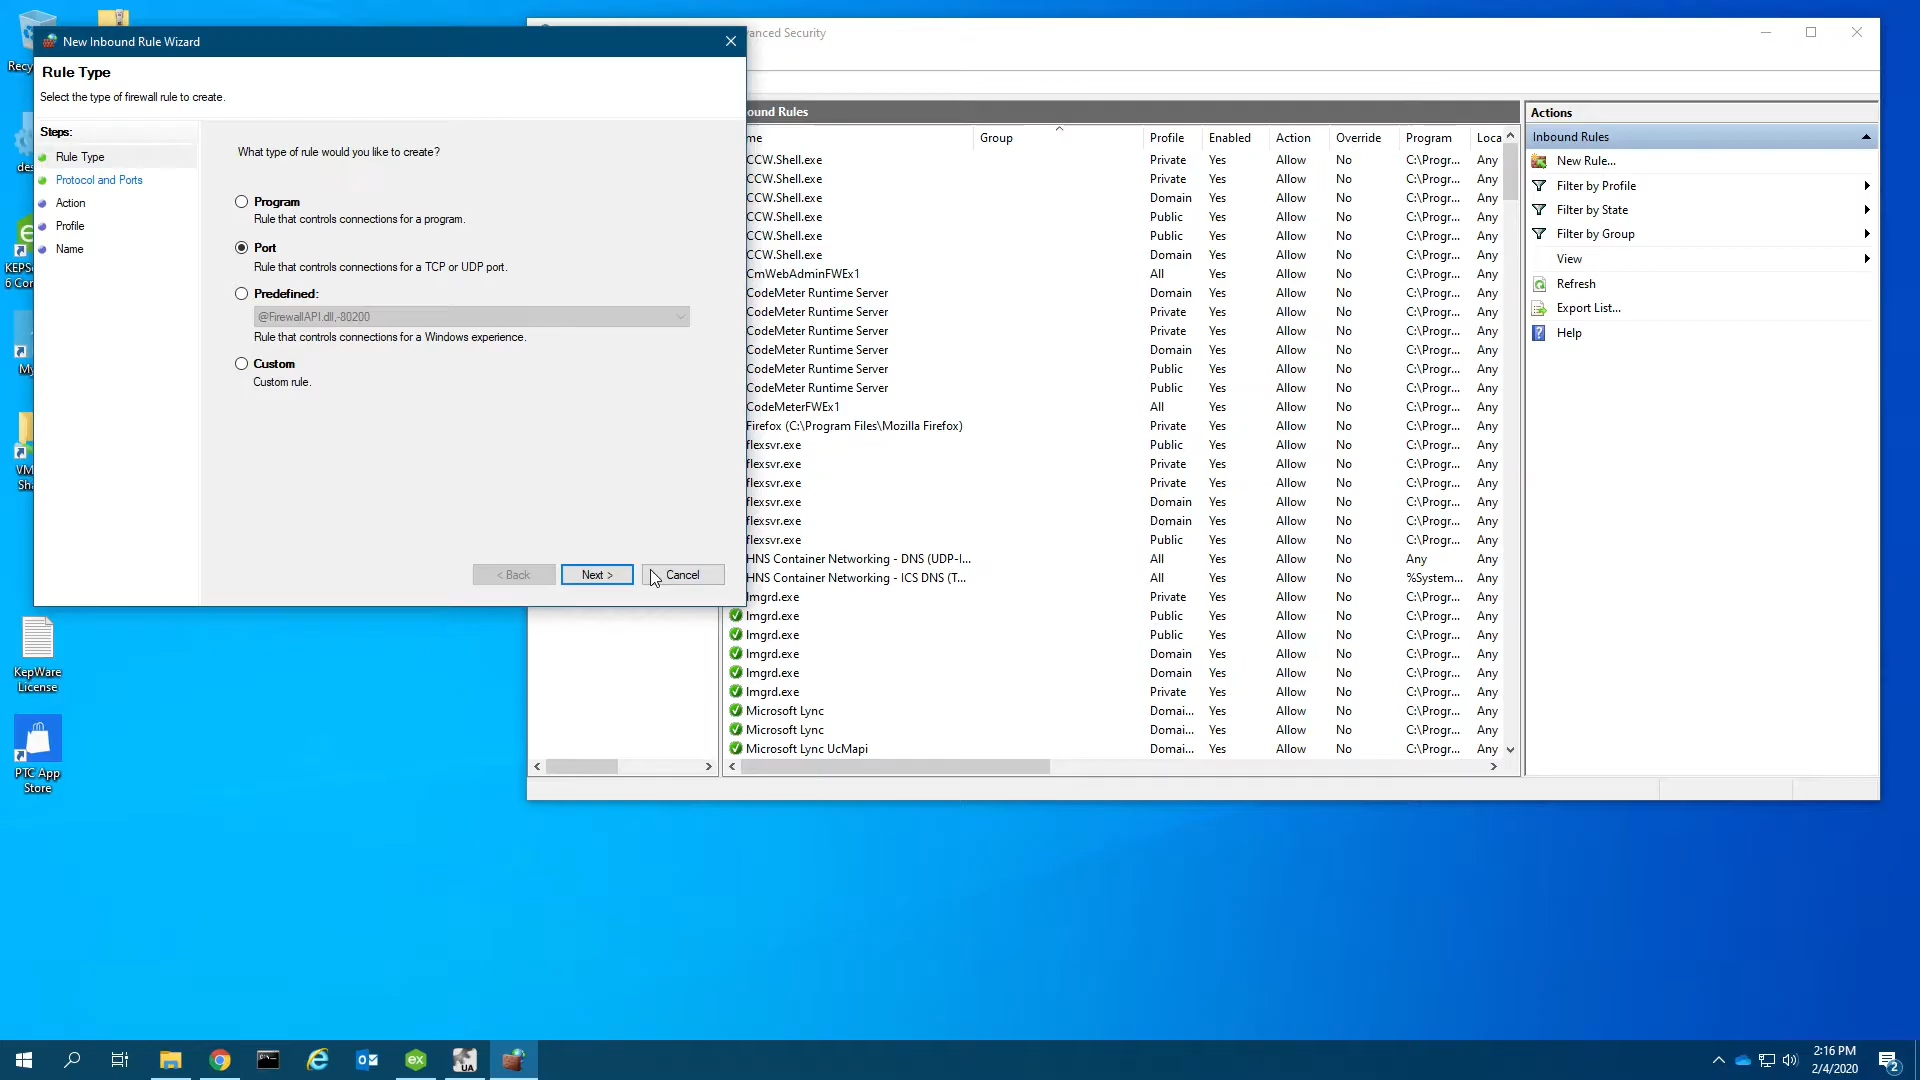 New Inbound Rule Wizard
Rule Type
Select the type of firewall rule to create.
Steps:
Rule Type
Protocol and Ports
Action
Profile
Name
What type of rule would you like to create?
Program
Rule that controls connections for a program.
Port
Rule that controls connections for a TCP or UDP port.
Predefined:
@FirewallAPI.dll,-80200
Rule that controls connections for a Windows experience.
Custom
Custom rule.
< Back Next > Cancel
vanced Security
ound Rules
me Group Profile Enabled Action Override Program Loca
CCW.Shell.exe Private Yes Allow No C:\Progr... Any
CCW.Shell.exe Private Yes Allow No C:\Progr... Any
CCW.Shell.exe Domain Yes Allow No C:\Progr... Any
CCW.Shell.exe Public Yes Allow No C:\Progr... Any
CCW.Shell.exe Public Yes Allow No C:\Progr... Any
CCW.Shell.exe Domain Yes Allow No C:\Progr... Any
CmWebAdminFWEx1 All Yes Allow No C:\Progr... Any
CodeMeter Runtime Server Domain Yes Allow No C:\Progr... Any
CodeMeter Runtime Server Private Yes Allow No C:\Progr... Any
CodeMeter Runtime Server Private Yes Allow No C:\Progr... Any
CodeMeter Runtime Server Domain Yes Allow No C:\Progr... Any
CodeMeter Runtime Server Public Yes Allow No C:\Progr... Any
CodeMeter Runtime Server Public Yes Allow No C:\Progr... Any
CodeMeterFWEx1 All Yes Allow No C:\Progr... Any
Firefox (C:\Program Files\Mozilla Firefox) Private Yes Allow No C:\Progr... Any
flexsvr.exe Public Yes Allow No C:\Progr... Any
flexsvr.exe Private Yes Allow No C:\Progr... Any
flexsvr.exe Private Yes Allow No C:\Progr... Any
flexsvr.exe Domain Yes Allow No C:\Progr... Any
flexsvr.exe Domain Yes Allow No C:\Progr... Any
flexsvr.exe Public Yes Allow No C:\Progr... Any
HNS Container Networking - DNS (UDP-I... All Yes Allow No Any Any
HNS Container Networking - ICS DNS (T... All Yes Allow No %System... Any
lmgrd.exe Private Yes Allow No C:\Progr... Any
lmgrd.exe Public Yes Allow No C:\Progr... Any
lmgrd.exe Public Yes Allow No C:\Progr... Any
lmgrd.exe Domain Yes Allow No C:\Progr... Any
lmgrd.exe Domain Yes Allow No C:\Progr... Any
lmgrd.exe Private Yes Allow No C:\Progr... Any
Microsoft Lync Domai... Yes Allow No C:\Progr... Any
Microsoft Lync Domai... Yes Allow No C:\Progr... Any
Microsoft Lync UcMapi Domai... Yes Allow No C:\Progr... Any
Actions
Inbound Rules
New Rule...
Filter by Profile
Filter by State
Filter by Group
View
Refresh
Export List...
Help
Recy
des
KEPS
6 Con
My
VM
Sh
KepWare
License
PTC App
Store
ex
UA
2:16 PM
2/4/2020
2